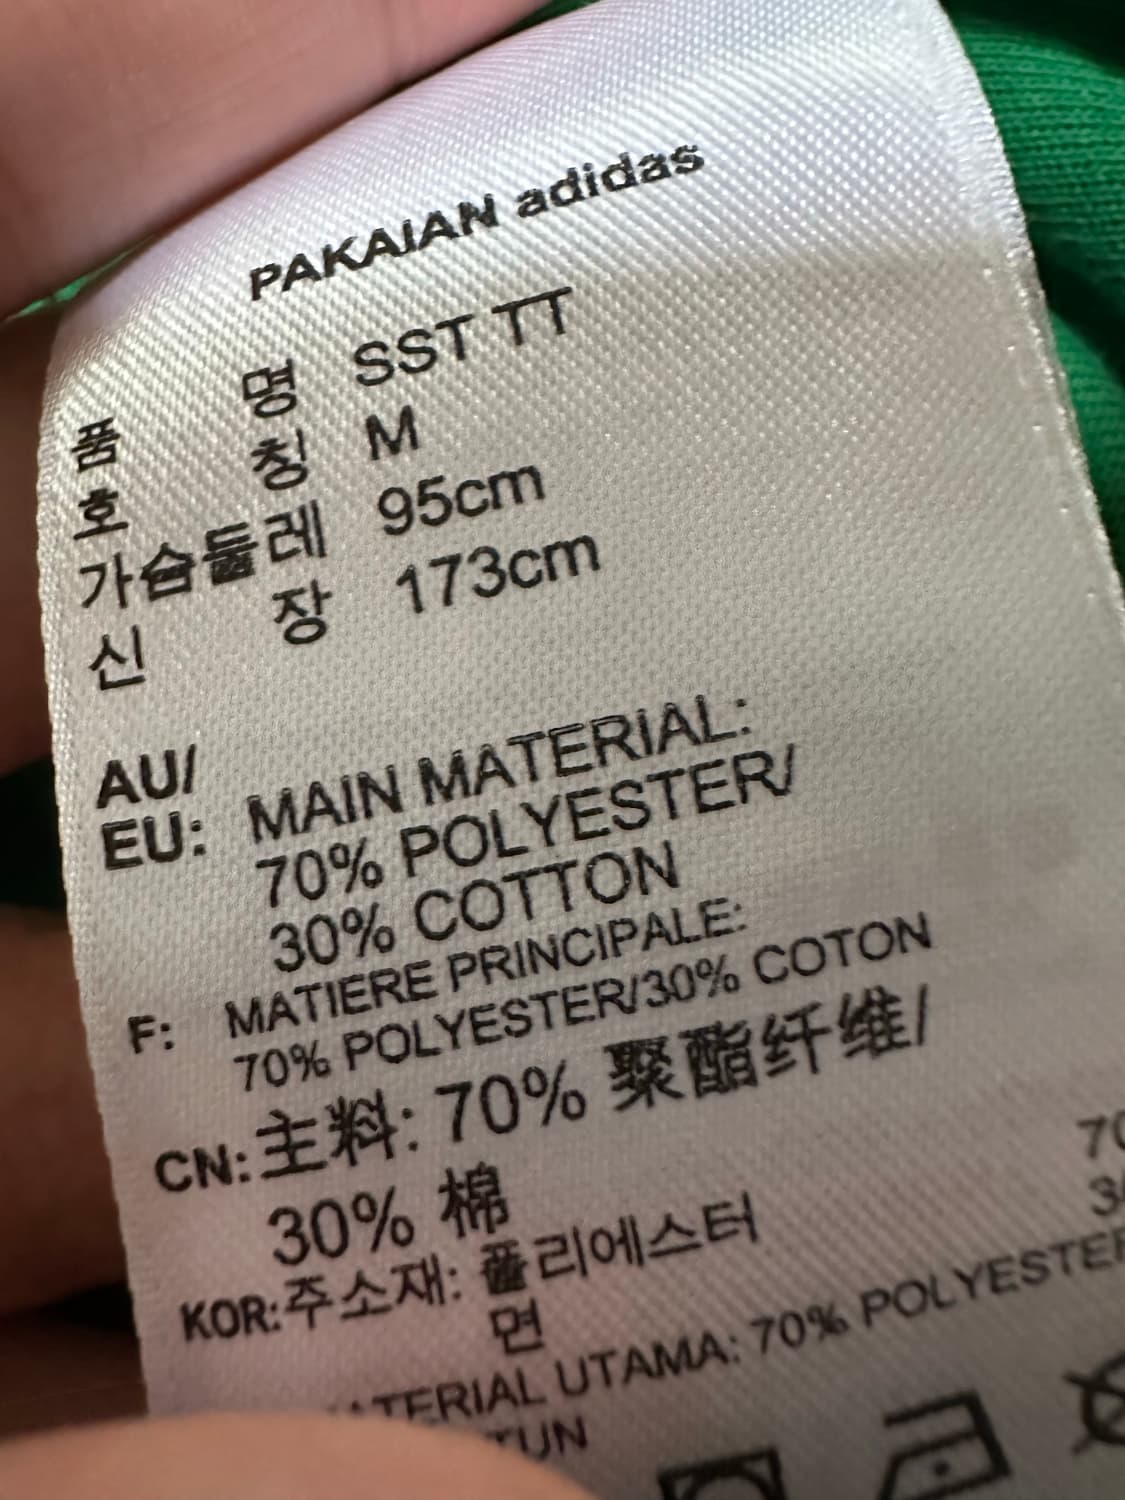 PAKAIAN adidas
품 명 SST TT
호 칭 M
가슴둘레 95cm
신 장 173cm
AU/
EU: MAIN MATERIAL:
70% POLYESTER/
30% COTTON
F: MATIERE PRINCIPALE:
70% POLYESTER/30% COTON
CN: 主料: 70% 聚酯纤维/
30% 棉
KOR: 주소재: 폴리에스터 70
면 30
MATERIAL UTAMA: 70% POLYESTER